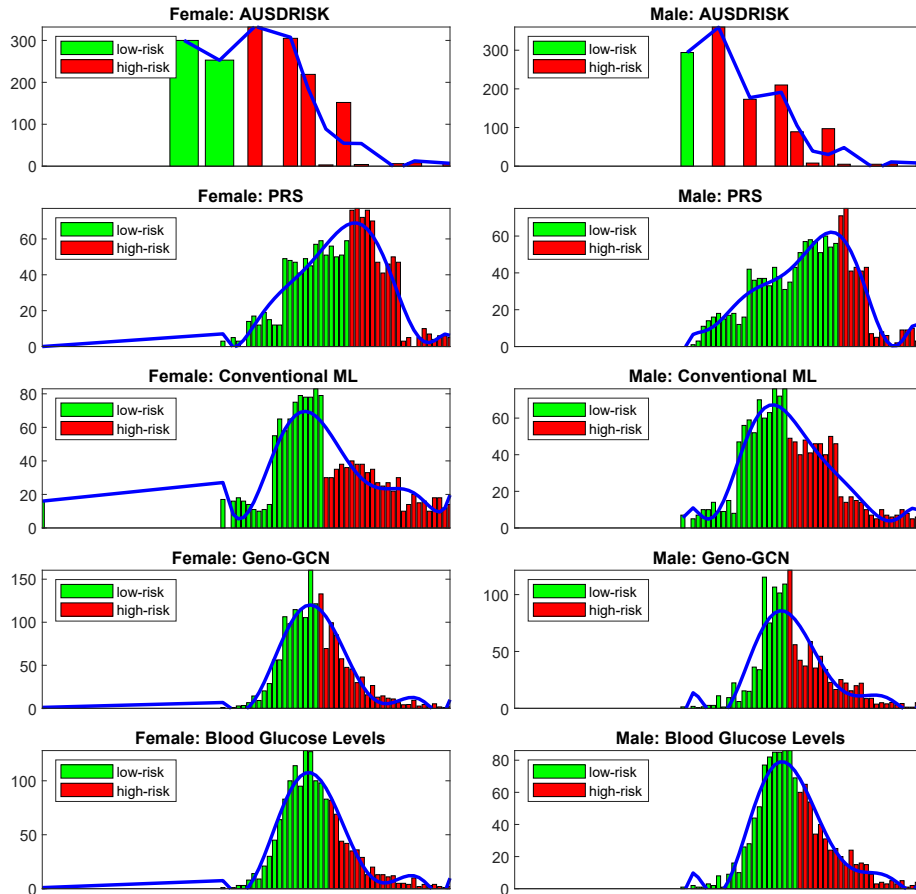 Female: AUSDRISK
300
200
100
0
low-risk
high-risk
Male: AUSDRISK
300
200
100
0
low-risk
high-risk
Female: PRS
60
40
20
0
low-risk
high-risk
Male: PRS
60
40
20
0
low-risk
high-risk
Female: Conventional ML
80
60
40
20
0
low-risk
high-risk
Male: Conventional ML
60
40
20
0
low-risk
high-risk
Female: Geno-GCN
150
100
50
0
low-risk
high-risk
Male: Geno-GCN
100
50
0
low-risk
high-risk
Female: Blood Glucose Levels
100
50
0
low-risk
high-risk
Male: Blood Glucose Levels
80
60
40
20
0
low-risk
high-risk